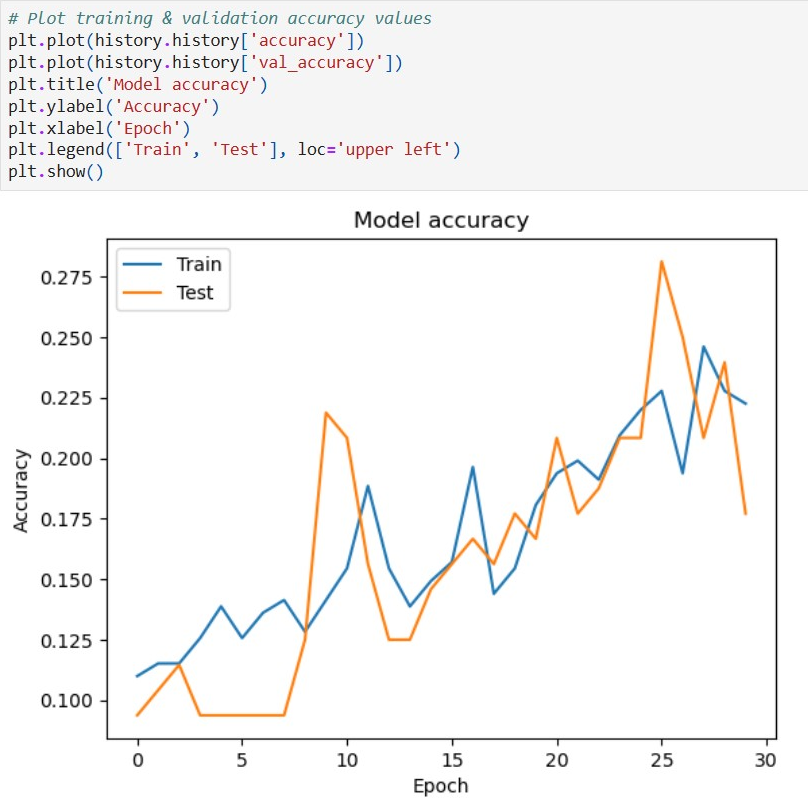 # Plot training & validation accuracy values
plt.plot(history.history['accuracy'])
plt.plot(history.history['val_accuracy'])
plt.title('Model accuracy')
plt.ylabel('Accuracy')
plt.xlabel('Epoch')
plt.legend(['Train', 'Test'], loc='upper left')
plt.show()
Model accuracy
Train
Test
0.275
0.250
0.225
0.200
0.175
0.150
0.125
0.100
Accuracy
0 5 10 15 20 25 30
Epoch